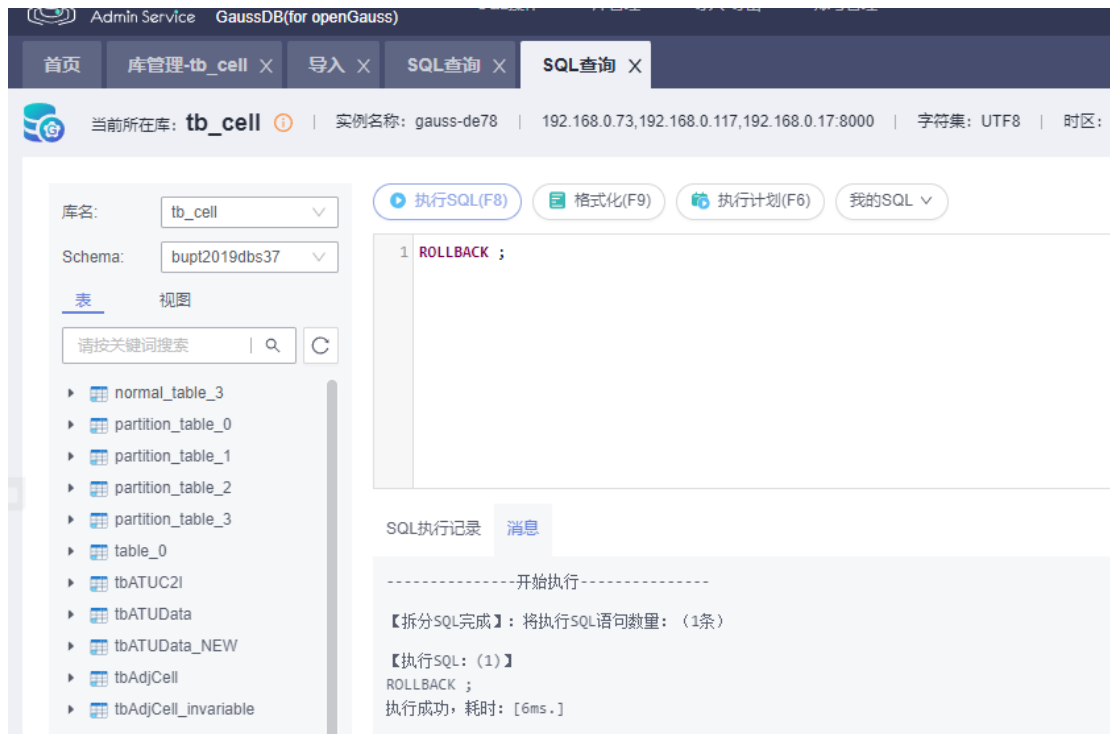 Admin Service GaussDB(for openGauss)
首页 库管理-tb_cell 导入 SQL查询 SQL查询
当前所在库: tb_cell | 实例名称: gauss-de78 | 192.168.0.73,192.168.0.117,192.168.0.17:8000 | 字符集: UTF8 | 时区:
库名: tb_cell
执行SQL(F8) 格式化(F9) 执行计划(F6) 我的SQL
Schema: bupt2019dbs37
1 ROLLBACK ;
表 视图
请按关键词搜索
normal_table_3
partition_table_0
partition_table_1
partition_table_2
partition_table_3
table_0
tbATUC2I
tbATUData
tbATUData_NEW
tbAdjCell
tbAdjCell_invariable
SQL执行记录 消息
---------------开始执行---------------
【拆分SQL完成】: 将执行SQL语句数量: (1条)
【执行SQL: (1)】
ROLLBACK ;
执行成功, 耗时: [6ms.]